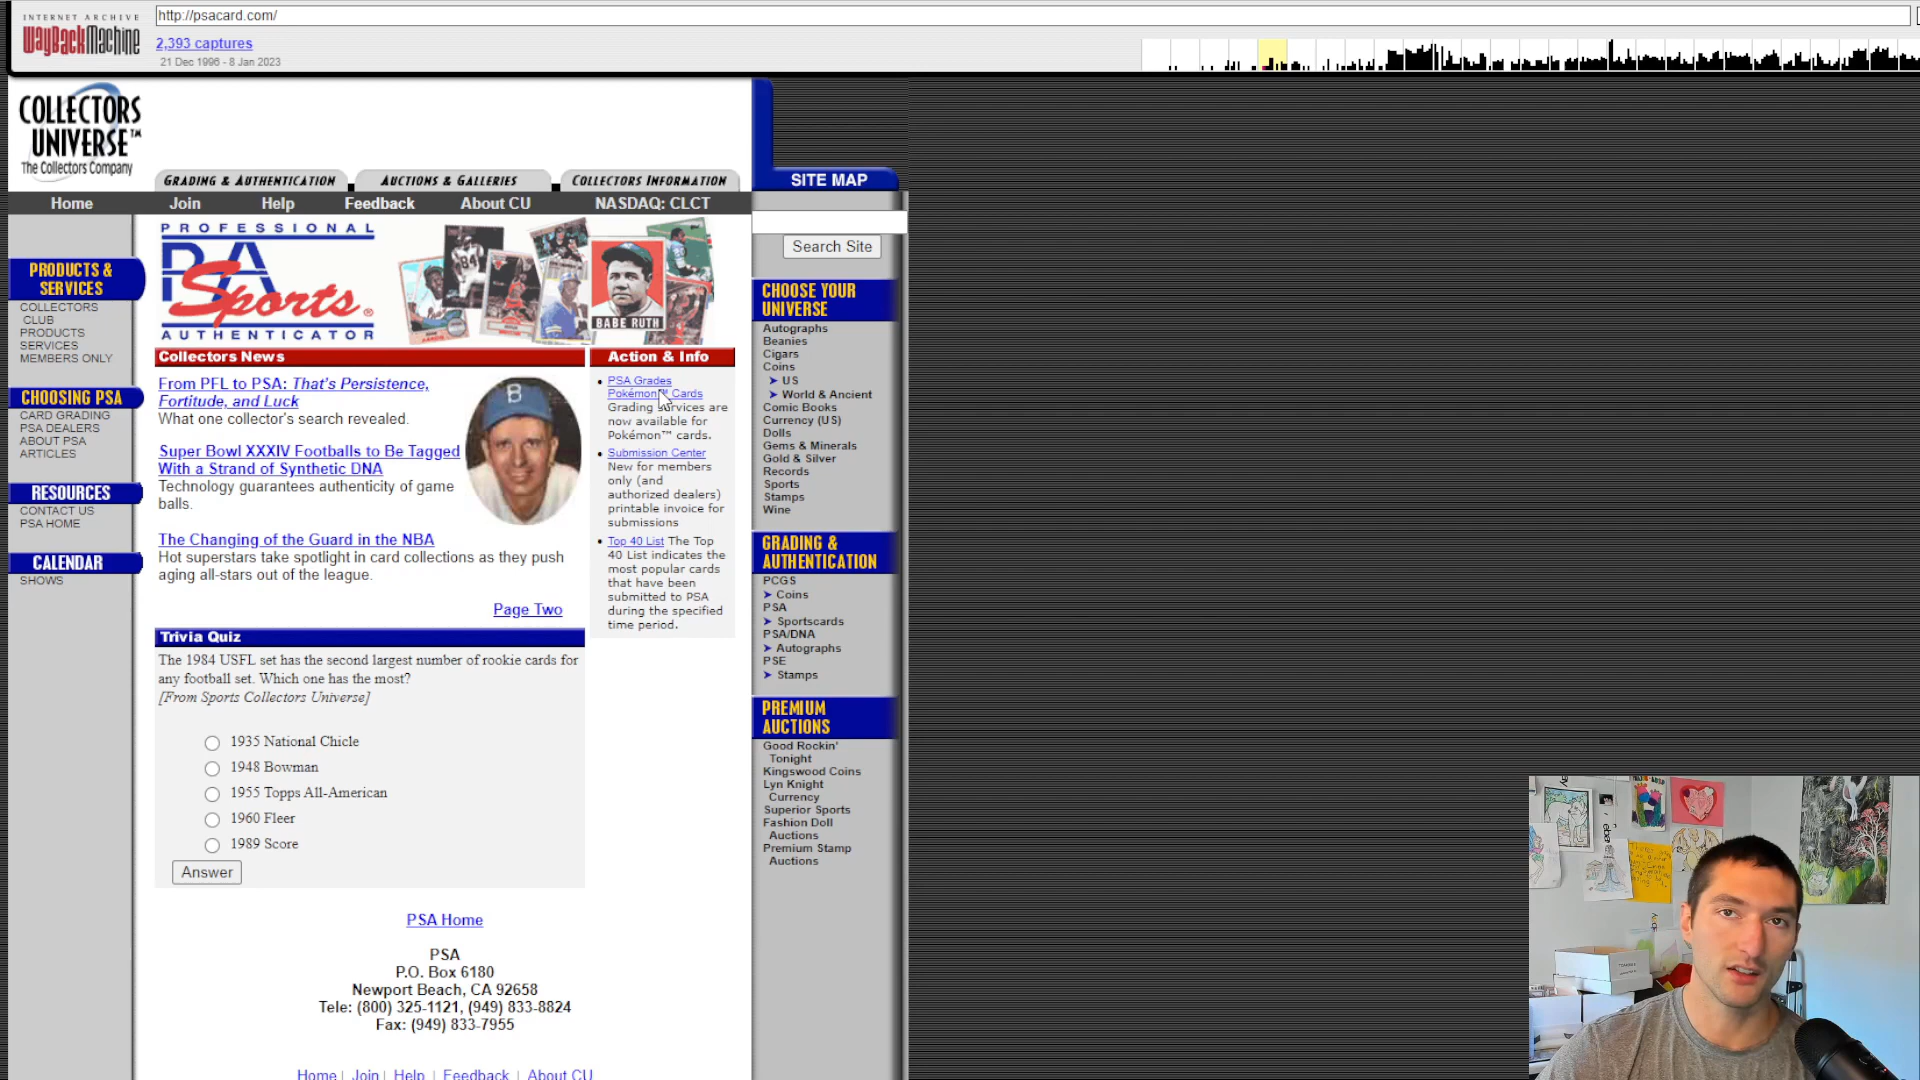 INTERNET ARCHIVE
WayBackMachine
http://psacard.com/
2,393 captures
21 Dec 1996 - 8 Jan 2023
COLLECTORS
UNIVERSE™
The Collectors Company
GRADING & AUTHENTICATION
AUCTIONS & GALLERIES
COLLECTORS INFORMATION
SITE MAP
Home
Join
Help
Feedback
About CU
NASDAQ: CLCT
Search Site
PROFESSIONAL
PSA
Sports®
AUTHENTICATOR
BABE RUTH
PRODUCTS &
SERVICES
COLLECTORS
CLUB
PRODUCTS
SERVICES
MEMBERS ONLY
CHOOSING PSA
CARD GRADING
PSA DEALERS
ABOUT PSA
ARTICLES
RESOURCES
CONTACT US
PSA HOME
CALENDAR
SHOWS
Collectors News
From PFL to PSA: That's Persistence,
Fortitude, and Luck
What one collector's search revealed.
Super Bowl XXXIV Footballs to Be Tagged
With a Strand of Synthetic DNA
Technology guarantees authenticity of game
balls.
The Changing of the Guard in the NBA
Hot superstars take spotlight in card collections as they push
aging all-stars out of the league.
Page Two
Action & Info
• PSA Grades
Pokémon™ Cards
Grading services are
now available for
Pokémon™ cards.
• Submission Center
New for members
only (and
authorized dealers)
printable invoice for
submissions
• Top 40 List The Top
40 List indicates the
most popular cards
that have been
submitted to PSA
during the specified
time period.
Trivia Quiz
The 1984 USFL set has the second largest number of rookie cards for
any football set. Which one has the most?
[From Sports Collectors Universe]
1935 National Chicle
1948 Bowman
1955 Topps All-American
1960 Fleer
1989 Score
Answer
PSA Home
PSA
P.O. Box 6180
Newport Beach, CA 92658
Tele: (800) 325-1121, (949) 833-8824
Fax: (949) 833-7955
Home | Join | Help | Feedback | About CU
CHOOSE YOUR
UNIVERSE
Autographs
Beanies
Cigars
Coins
US
World & Ancient
Comic Books
Currency (US)
Dolls
Gems & Minerals
Gold & Silver
Records
Sports
Stamps
Wine
GRADING &
AUTHENTICATION
PCGS
Coins
PSA
Sportscards
PSA/DNA
Autographs
PSE
Stamps
PREMIUM
AUCTIONS
Good Rockin'
Tonight
Kingswood Coins
Lyn Knight
Currency
Superior Sports
Fashion Doll
Auctions
Premium Stamp
Auctions